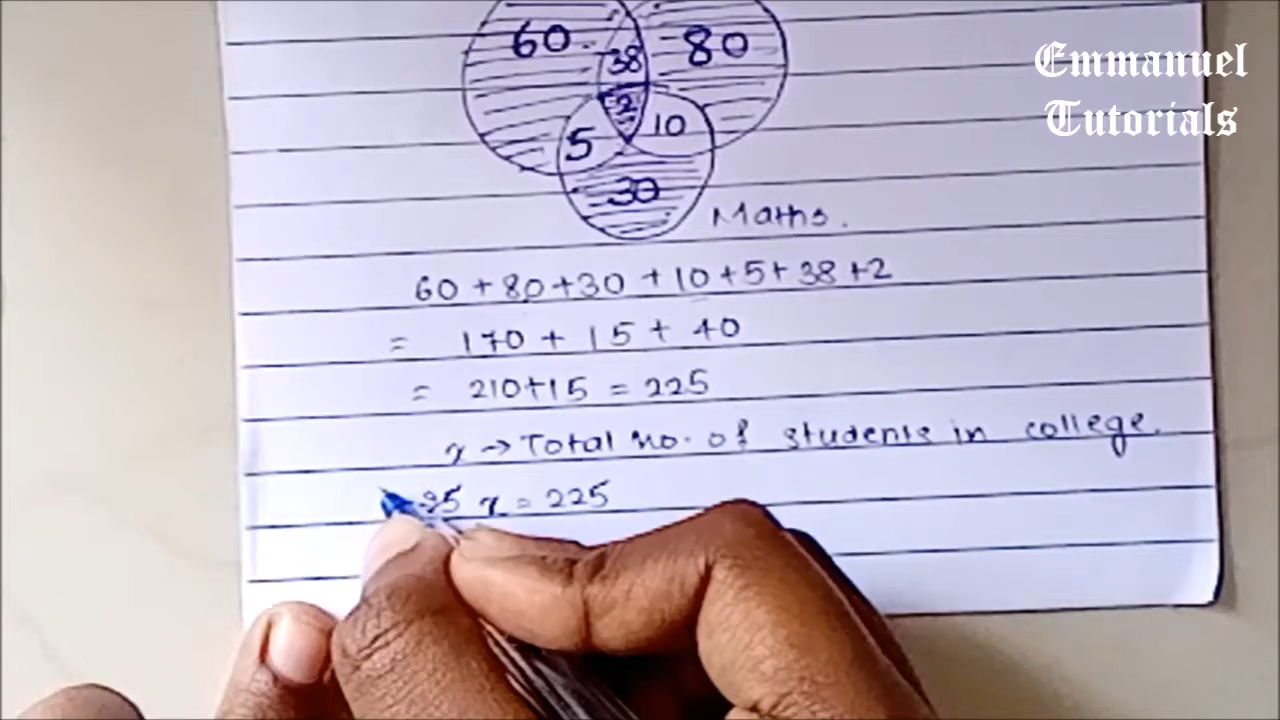 60
38
80
2
5
10
30
Maths.
60 + 80 + 30 + 10 + 5 + 38 + 2
= 170 + 15 + 40
= 210 + 15 = 225
x → Total no. of students in college.
25 x = 225
Emmanuel
Tutorials